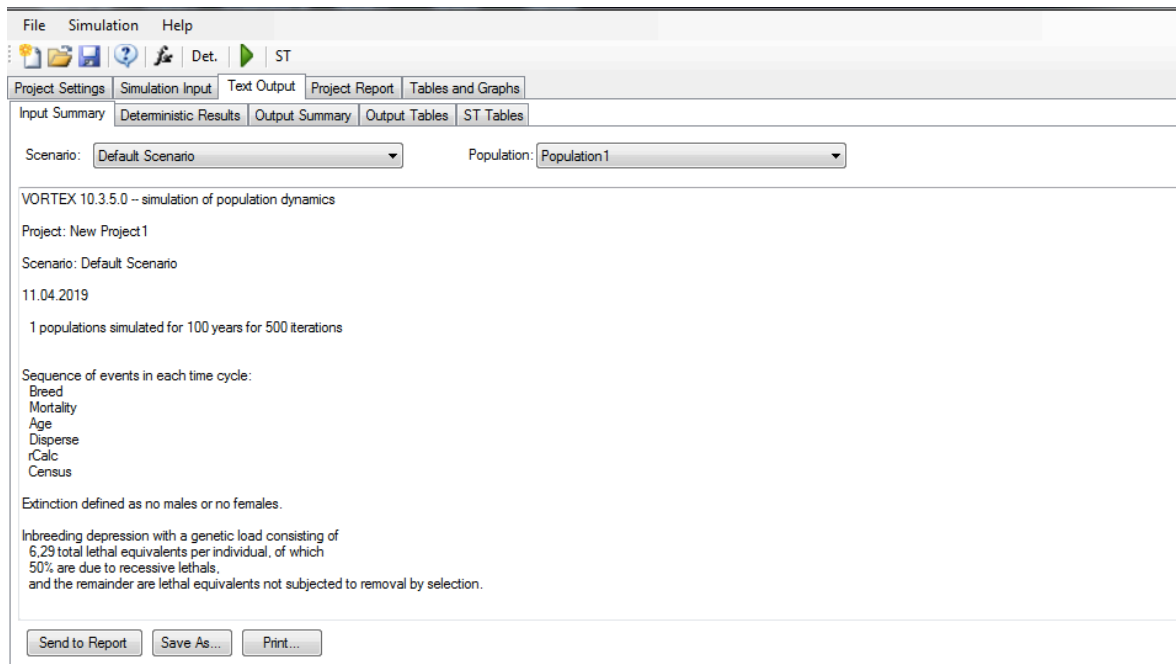 File Simulation Help
fx Det. ST
Project Settings Simulation Input Text Output Project Report Tables and Graphs
Input Summary Deterministic Results Output Summary Output Tables ST Tables
Scenario: Default Scenario Population: Population1
VORTEX 10.3.5.0 -- simulation of population dynamics
Project: New Project1
Scenario: Default Scenario
11.04.2019
1 populations simulated for 100 years for 500 iterations
Sequence of events in each time cycle:
Breed
Mortality
Age
Disperse
rCalc
Census
Extinction defined as no males or no females.
Inbreeding depression with a genetic load consisting of
6,29 total lethal equivalents per individual, of which
50% are due to recessive lethals,
and the remainder are lethal equivalents not subjected to removal by selection.
Send to Report Save As... Print...